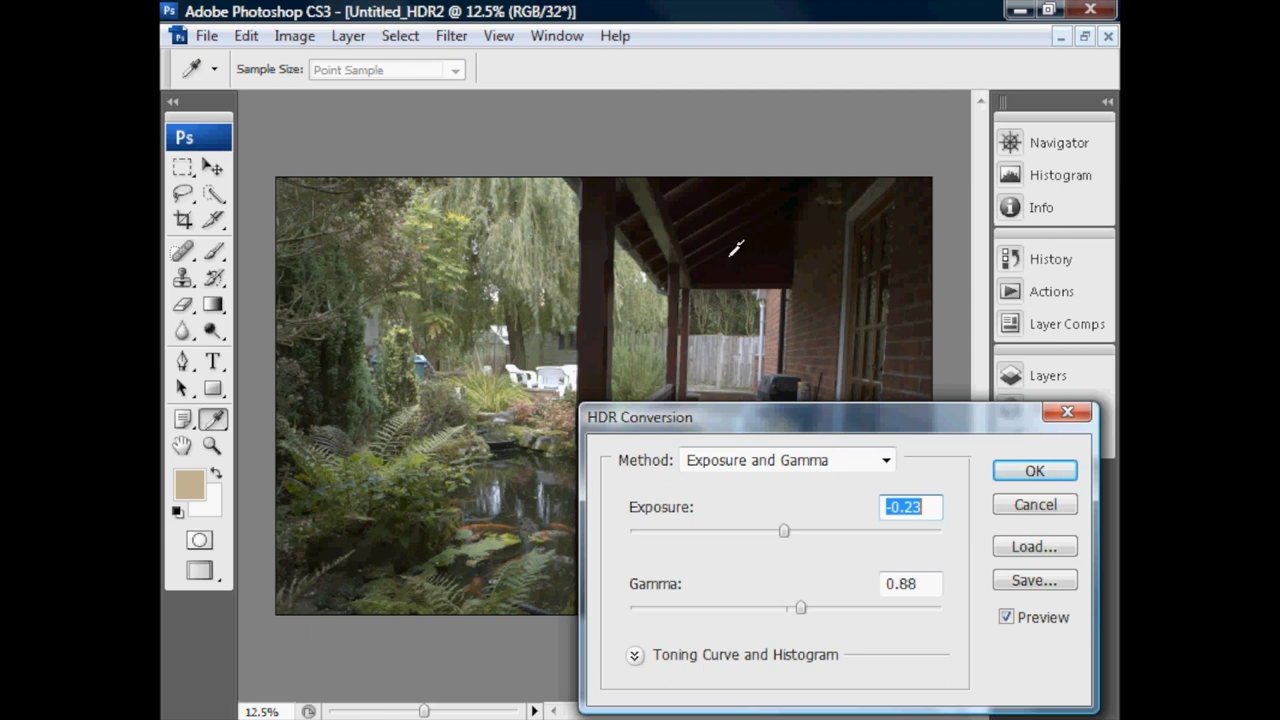 Ps Adobe Photoshop CS3 - [Untitled_HDR2 @ 12.5% (RGB/32*)]
Ps File Edit Image Layer Select Filter View Window Help
Sample Size: Point Sample
Ps
T
Navigator
Histogram
Info
History
Actions
Layer Comps
Layers
HDR Conversion
Method: Exposure and Gamma
Exposure: -0.23
Gamma: 0.88
Toning Curve and Histogram
OK
Cancel
Load...
Save...
Preview
12.5%